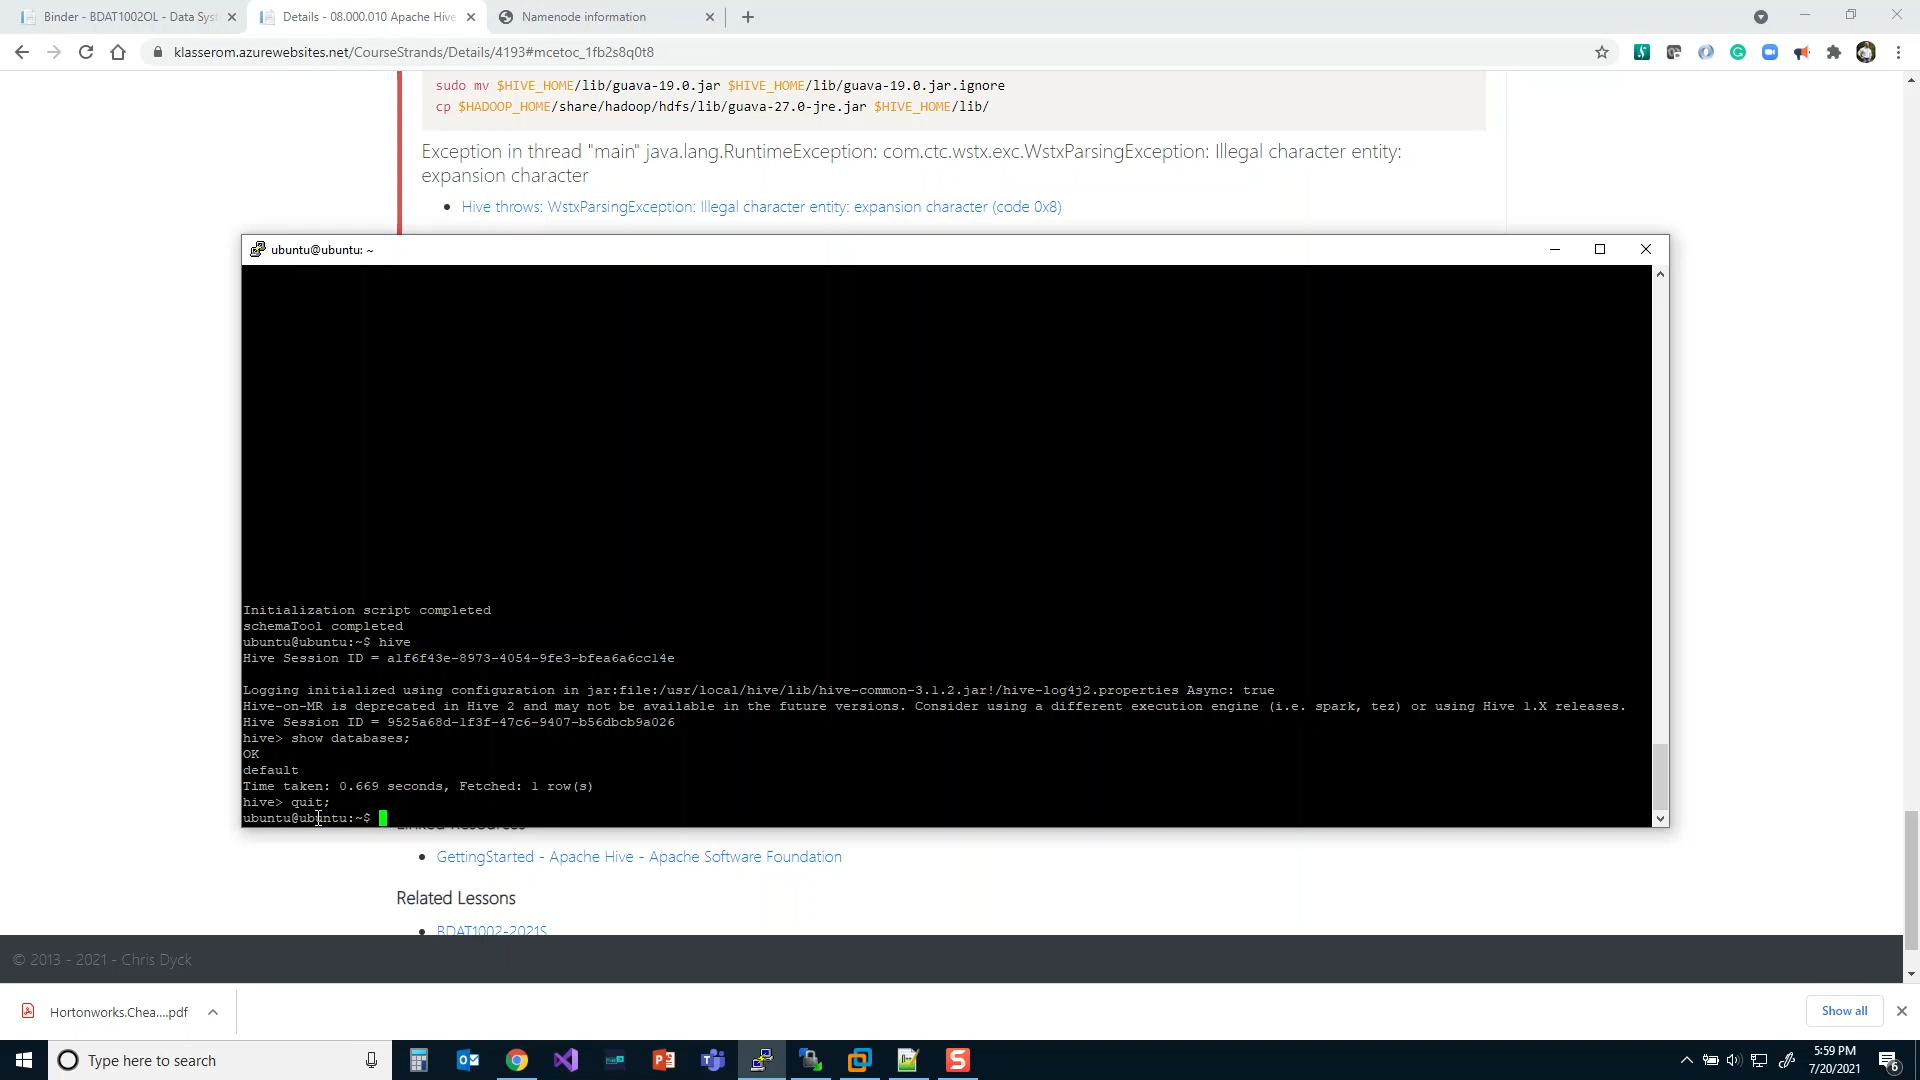 Binder - BDAT1002OL - Data Syst
Details - 08.000.010 Apache Hive
Namenode information
klasserom.azurewebsites.net/CourseStrands/Details/4193#mcetoc_1fb2s8q0t8
sudo mv $HIVE_HOME/lib/guava-19.0.jar $HIVE_HOME/lib/guava-19.0.jar.ignore
cp $HADOOP_HOME/share/hadoop/hdfs/lib/guava-27.0-jre.jar $HIVE_HOME/lib/
Exception in thread "main" java.lang.RuntimeException: com.ctc.wstx.exc.WstxParsingException: Illegal character entity:
expansion character
Hive throws: WstxParsingException: Illegal character entity: expansion character (code 0x8)
ubuntu@ubuntu: ~
Initialization script completed
schemaTool completed
ubuntu@ubuntu:~$ hive
Hive Session ID = a1f6f43e-8973-4054-9fe3-bfea6a6cc14e
Logging initialized using configuration in jar:file:/usr/local/hive/lib/hive-common-3.1.2.jar!/hive-log4j2.properties Async: true
Hive-on-MR is deprecated in Hive 2 and may not be available in the future versions. Consider using a different execution engine (i.e. spark, tez) or using Hive 1.X releases.
Hive Session ID = 9525a68d-1f3f-47c6-9407-b56dbcb9a026
hive> show databases;
OK
default
Time taken: 0.669 seconds, Fetched: 1 row(s)
hive> quit;
ubuntu@ubuntu:~$
Linked Resources
GettingStarted - Apache Hive - Apache Software Foundation
Related Lessons
BDAT1002-2021S
© 2013 - 2021 - Chris Dyck
Hortonworks.Chea....pdf
Show all
Type here to search
5:59 PM
7/20/2021
6